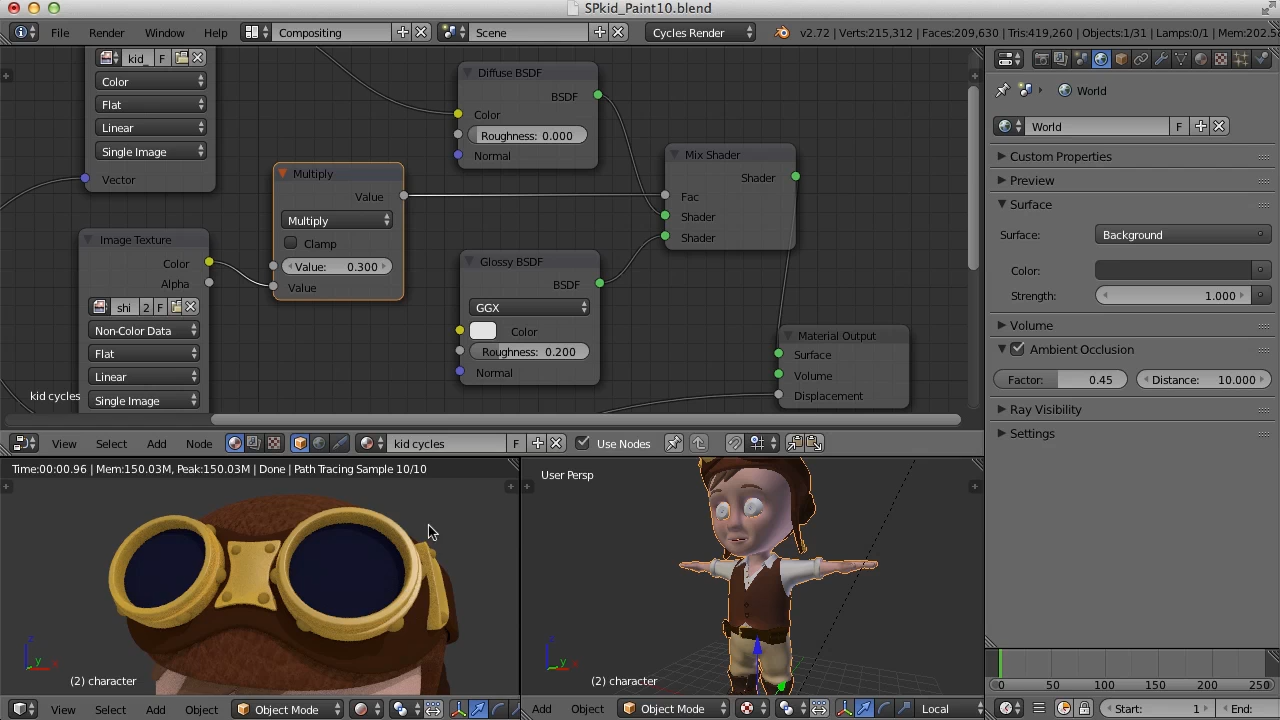 SPkid_Paint10.blend
File Render Window Help Compositing Scene Cycles Render v2.72 | Verts:215,312 | Faces:209,630 | Tris:419,260 | Objects:1/31 | Lamps:0/1 |
kid_ F
Color
Flat
Linear
Single Image
Vector
Image Texture
Color
Alpha
shi 2 F
Non-Color Data
Flat
Linear
Single Image
kid cycles
Multiply
Value
Multiply
Clamp
Value: 0.300
Value
Diffuse BSDF
BSDF
Color
Roughness: 0.000
Normal
Glossy BSDF
BSDF
GGX
Color
Roughness: 0.200
Normal
Mix Shader
Shader
Fac
Shader
Shader
Material Output
Surface
Volume
Displacement
View Select Add Node kid cycles F Use Nodes
Time:00:00.96 | Mem:150.03M, Peak:150.03M | Done | Path Tracing Sample 10/10
(2) character
View Select Add Object Object Mode
User Persp
(2) character
Add Object Object Mode Local
World
World F
Custom Properties
Preview
Surface
Surface: Background
Color:
Strength: 1.000
Volume
Ambient Occlusion
Factor: 0.45 Distance: 10.000
Ray Visibility
Settings
0 50 100 150 200 250
Start: 1 End: